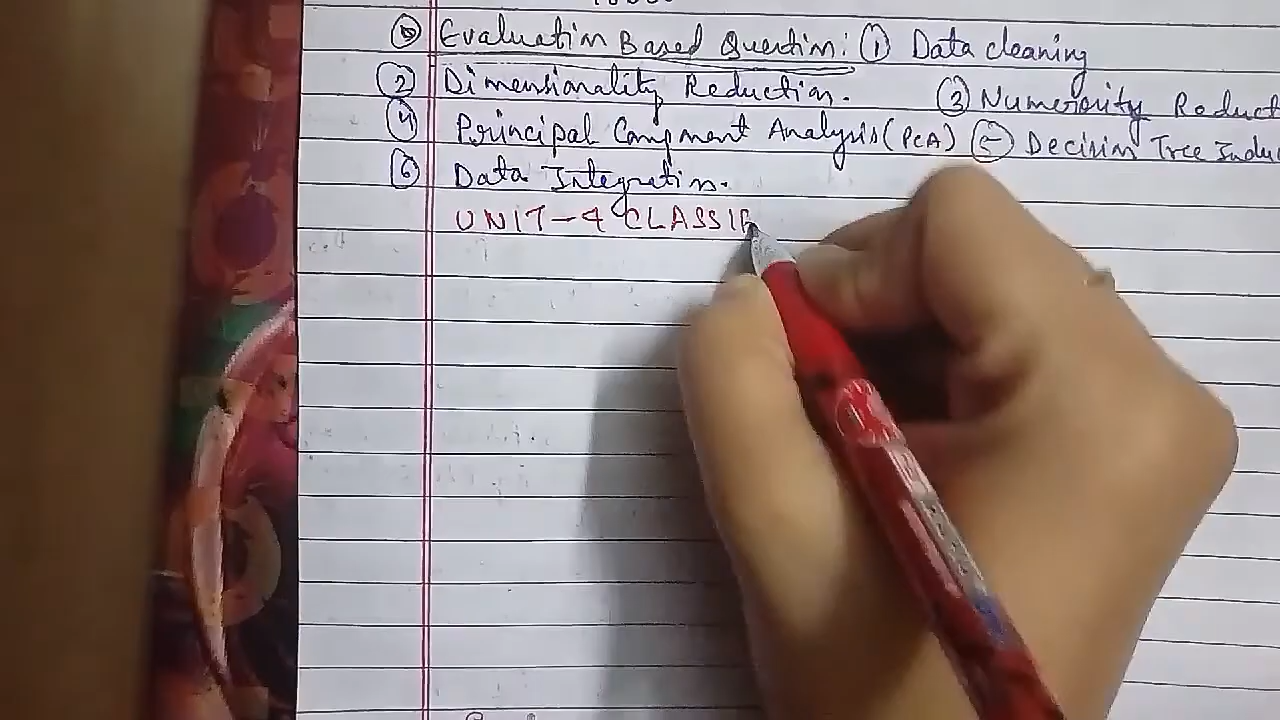 Evaluation Based Question: ① Data cleaning
② Dimensionality Reduction. ③ Numerosity Reduct
④ Principal Component Analysis (PCA) ⑤ Decision Tree Indu
⑥ Data Integration.
UNIT-4 CLASSIF